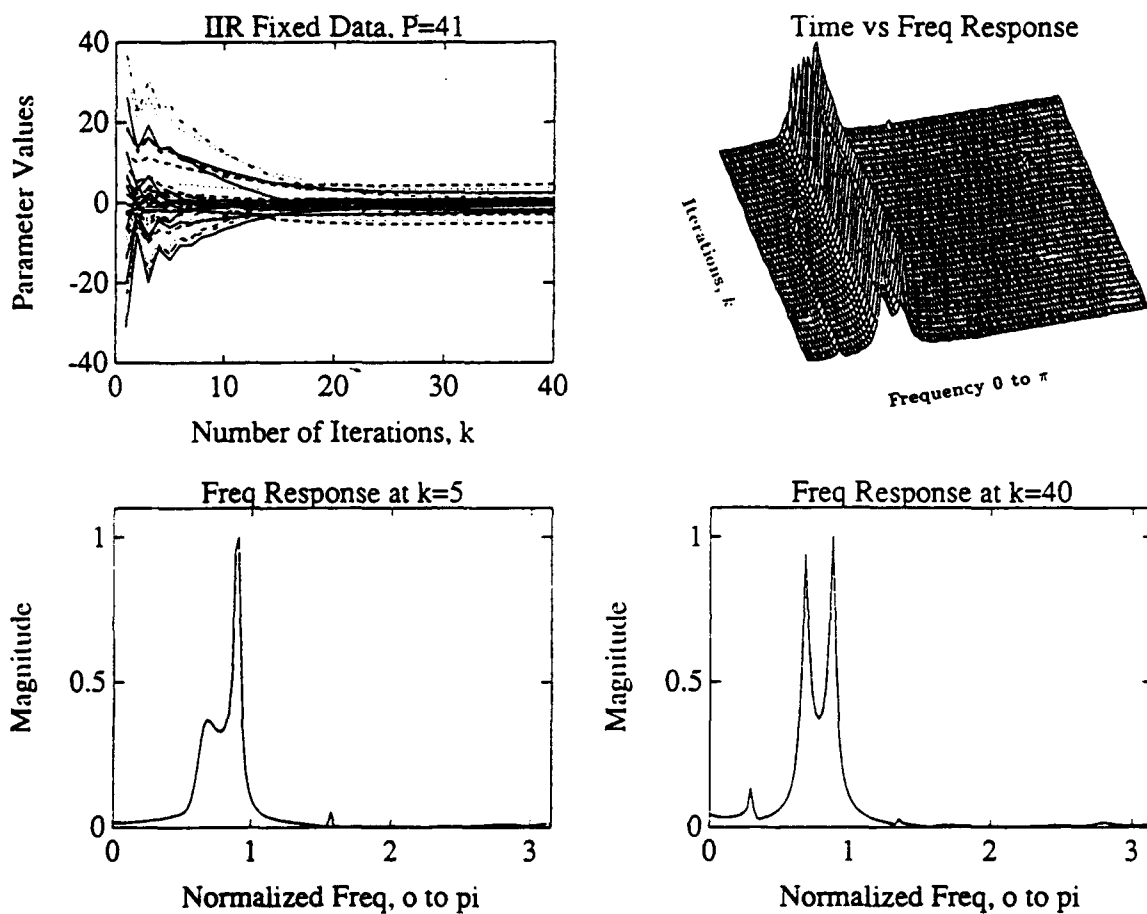 IIR Fixed Data, P=41
40
20
0
-20
-40
Parameter Values
0
10
20
30
40
Number of Iterations, k
Time vs Freq Response
Iterations, k
Frequency 0 to π
Freq Response at k=5
1
0.5
0
Magnitude
0
1
2
3
Normalized Freq, o to pi
Freq Response at k=40
1
0.5
0
Magnitude
0
1
2
3
Normalized Freq, o to pi